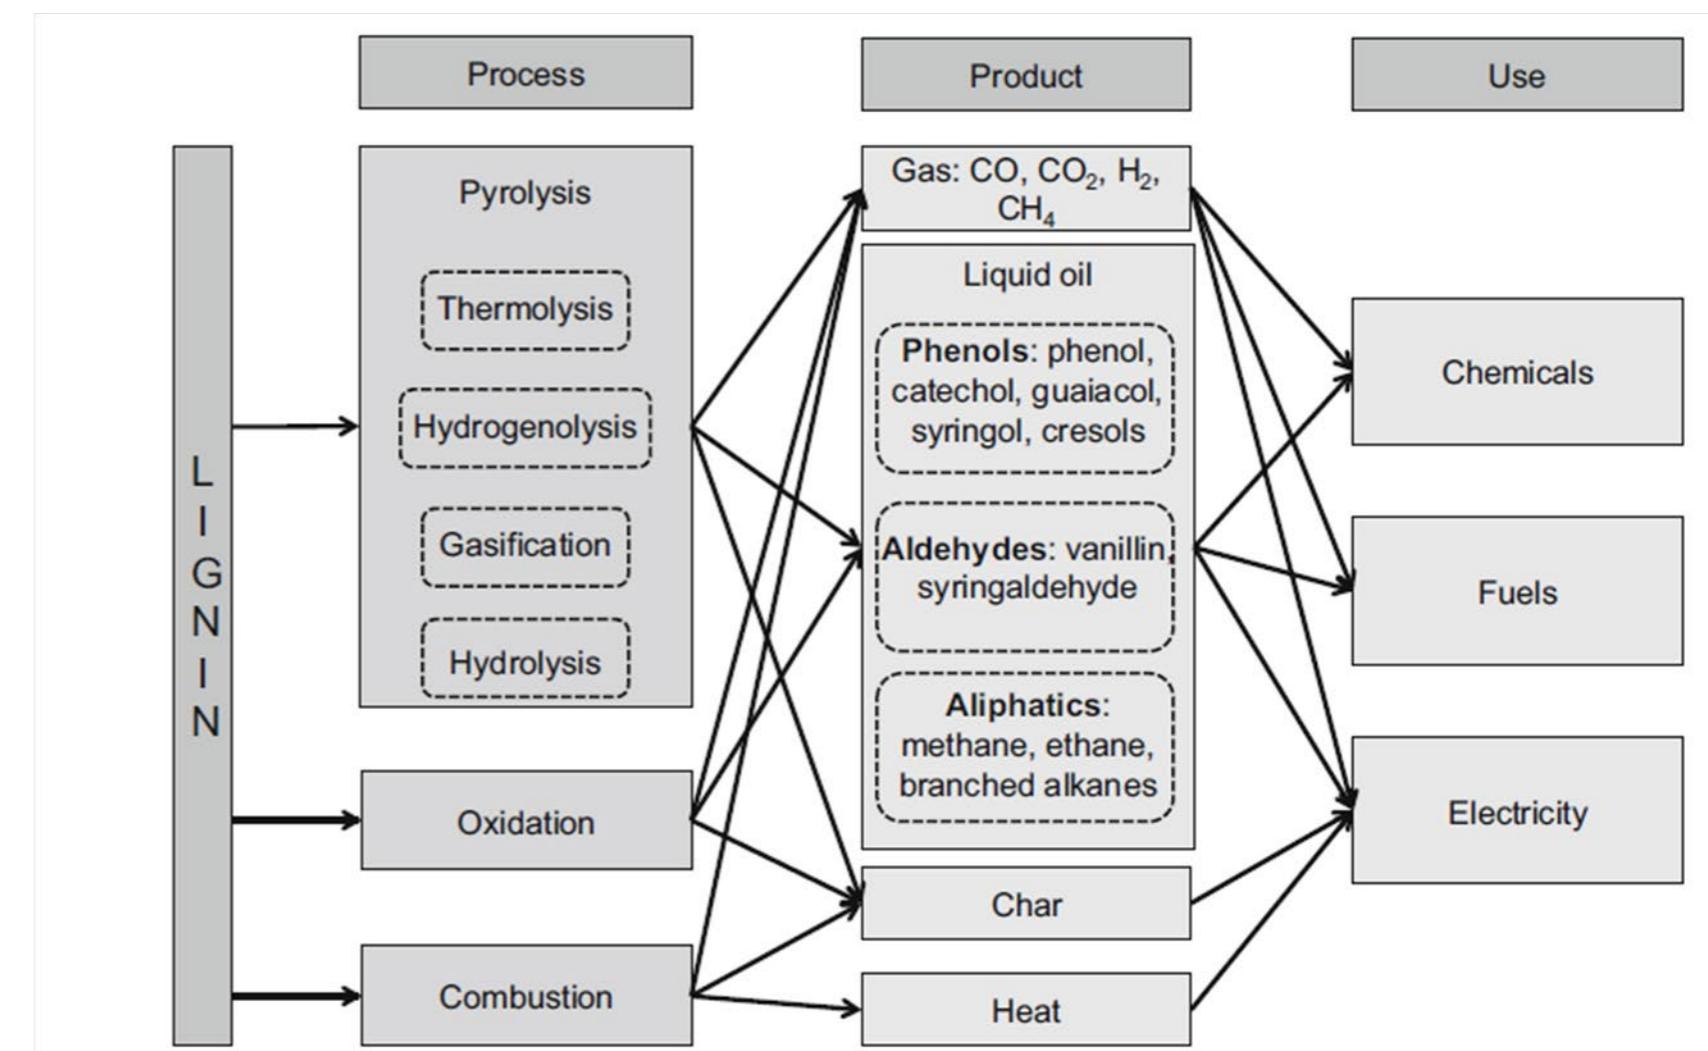 Process
Product
Use
LIGNIN
Pyrolysis
Thermolysis
Hydrogenolysis
Gasification
Hydrolysis
Oxidation
Combustion
Gas: CO, CO₂, H₂,
CH₄
Liquid oil
Phenols: phenol,
catechol, guaiacol,
syringol, cresols
Aldehydes: vanillin,
syringaldehyde
Aliphatics:
methane, ethane,
branched alkanes
Char
Heat
Chemicals
Fuels
Electricity